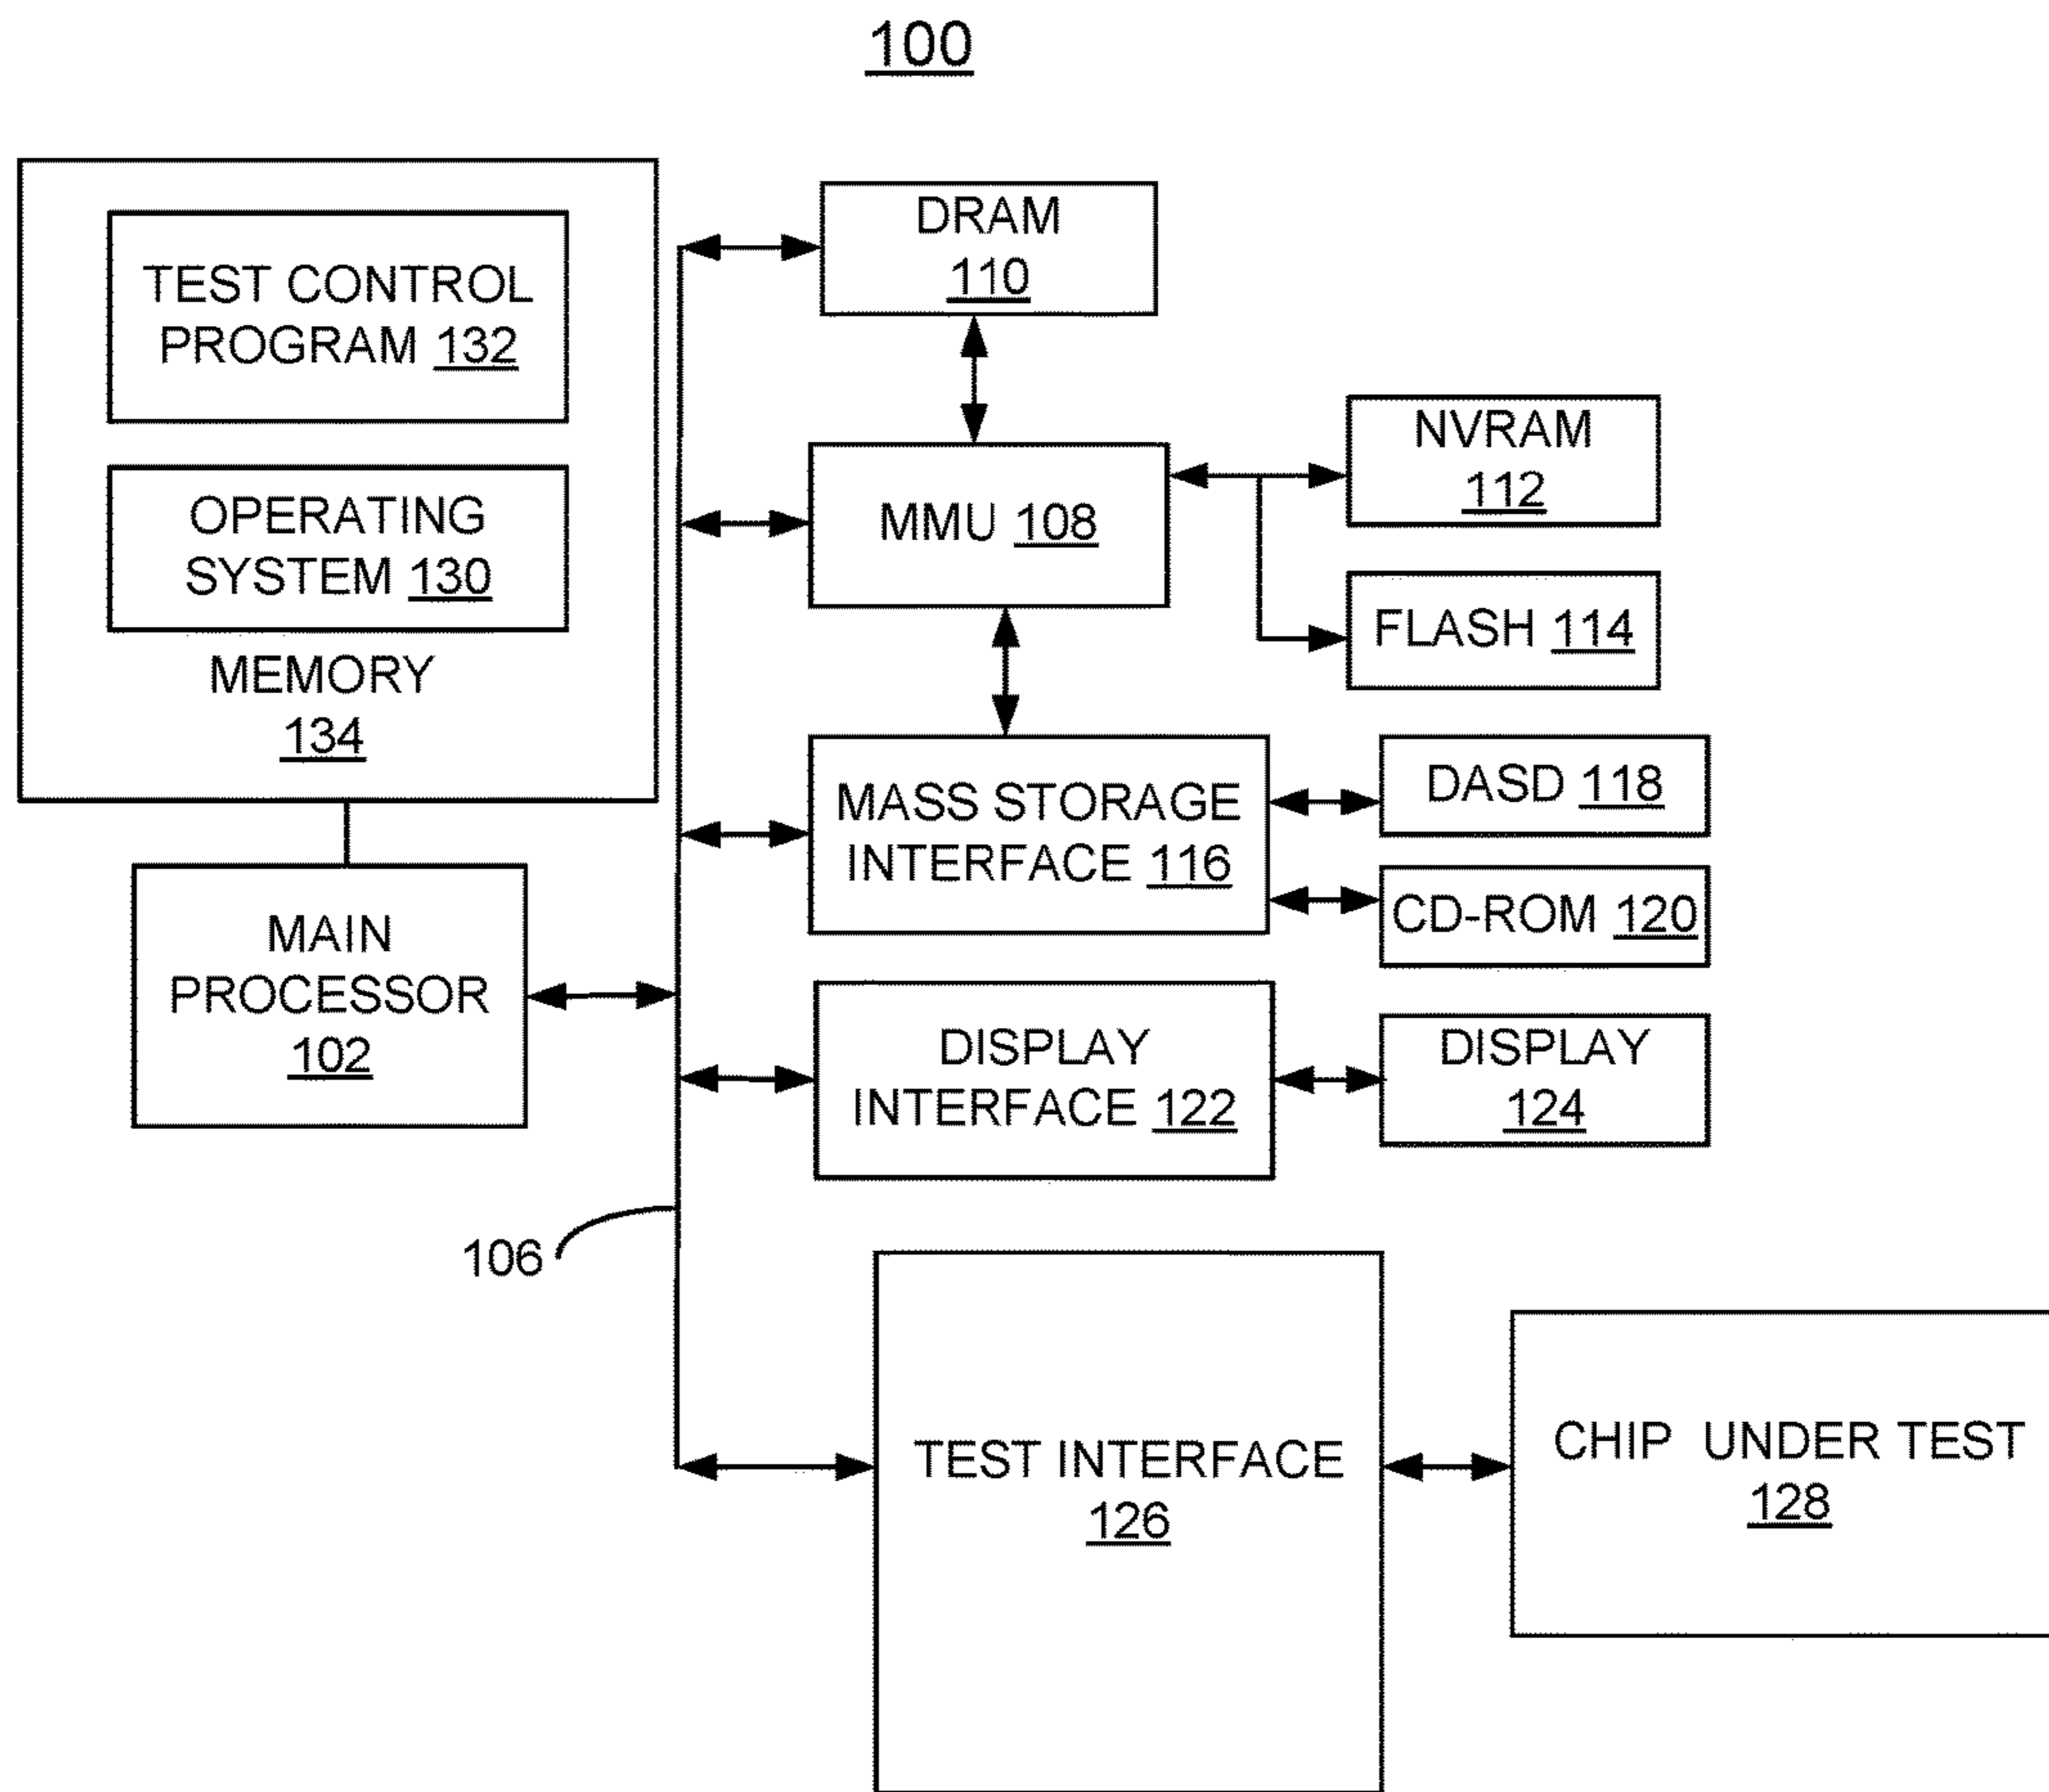 100
TEST CONTROL
PROGRAM 132
OPERATING
SYSTEM 130
MEMORY
134
MAIN
PROCESSOR
102
106
DRAM
110
MMU 108
NVRAM
112
FLASH 114
MASS STORAGE
INTERFACE 116
DASD 118
CD-ROM 120
DISPLAY
INTERFACE 122
DISPLAY
124
TEST INTERFACE
126
CHIP UNDER TEST
128